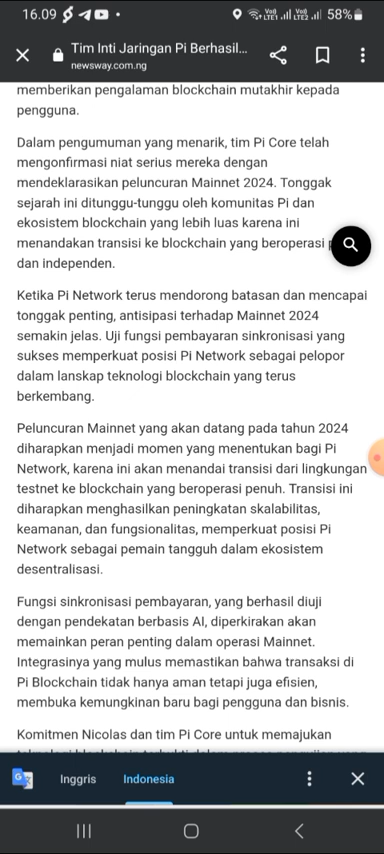 16.09
Vo) LTE1 Vo) LTE2 58%
Tim Inti Jaringan Pi Berhasil...
newsway.com.ng
memberikan pengalaman blockchain mutakhir kepada
pengguna.
Dalam pengumuman yang menarik, tim Pi Core telah
mengonfirmasi niat serius mereka dengan
mendeklarasikan peluncuran Mainnet 2024. Tonggak
sejarah ini ditunggu-tunggu oleh komunitas Pi dan
ekosistem blockchain yang lebih luas karena ini
menandakan transisi ke blockchain yang beroperasi
dan independen.
Ketika Pi Network terus mendorong batasan dan mencapai
tonggak penting, antisipasi terhadap Mainnet 2024
semakin jelas. Uji fungsi pembayaran sinkronisasi yang
sukses memperkuat posisi Pi Network sebagai pelopor
dalam lanskap teknologi blockchain yang terus
berkembang.
Peluncuran Mainnet yang akan datang pada tahun 2024
diharapkan menjadi momen yang menentukan bagi Pi
Network, karena ini akan menandai transisi dari lingkungan
testnet ke blockchain yang beroperasi penuh. Transisi ini
diharapkan menghasilkan peningkatan skalabilitas,
keamanan, dan fungsionalitas, memperkuat posisi Pi
Network sebagai pemain tangguh dalam ekosistem
desentralisasi.
Fungsi sinkronisasi pembayaran, yang berhasil diuji
dengan pendekatan berbasis AI, diperkirakan akan
memainkan peran penting dalam operasi Mainnet.
Integrasinya yang mulus memastikan bahwa transaksi di
Pi Blockchain tidak hanya aman tetapi juga efisien,
membuka kemungkinan baru bagi pengguna dan bisnis.
Komitmen Nicolas dan tim Pi Core untuk memajukan
Inggris
Indonesia